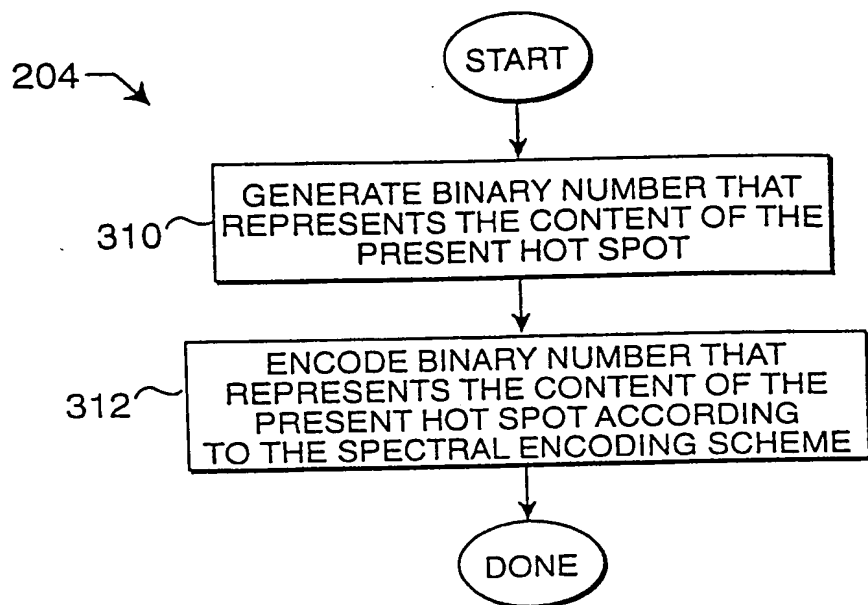 START
204
GENERATE BINARY NUMBER THAT
REPRESENTS THE CONTENT OF THE
PRESENT HOT SPOT
310
ENCODE BINARY NUMBER THAT
REPRESENTS THE CONTENT OF THE
PRESENT HOT SPOT ACCORDING
TO THE SPECTRAL ENCODING SCHEME
312
DONE